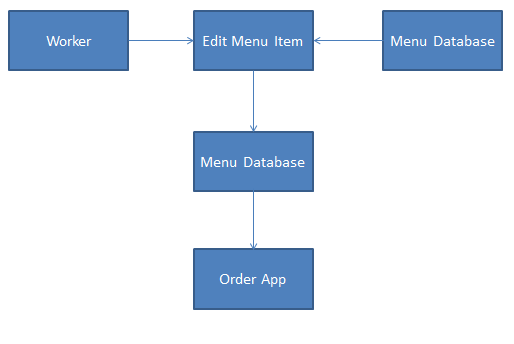 Worker
Edit Menu Item
Menu Database
Menu Database
Order App